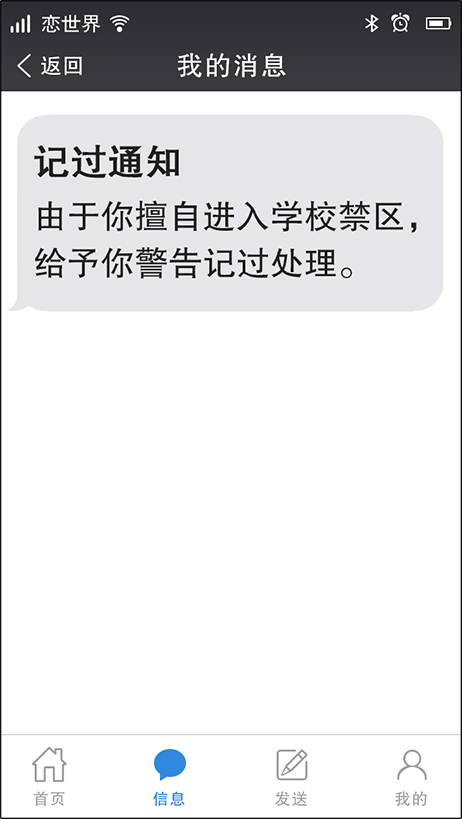 恋世界
返回 我的消息
记过通知
由于你擅自进入学校禁区，
给予你警告记过处理。
首页 信息 发送 我的